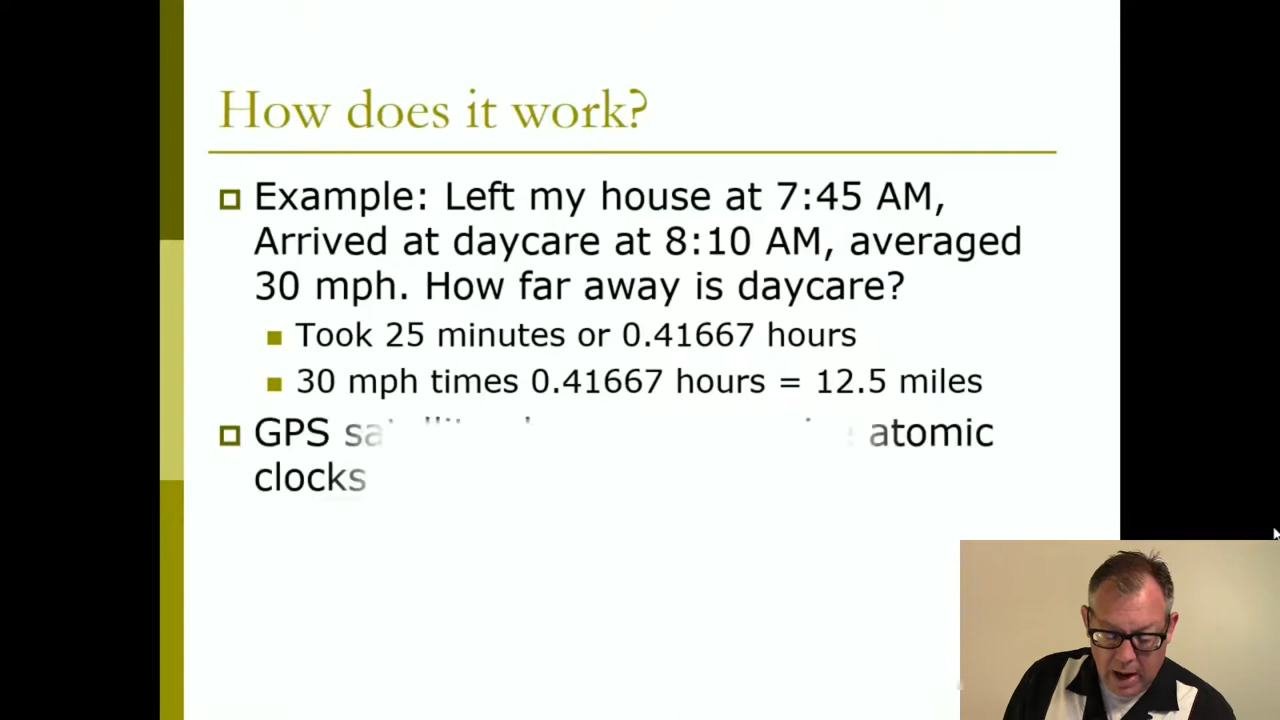 How does it work?
Example: Left my house at 7:45 AM,
Arrived at daycare at 8:10 AM, averaged
30 mph. How far away is daycare?
Took 25 minutes or 0.41667 hours
30 mph times 0.41667 hours = 12.5 miles
GPS atomic
clocks